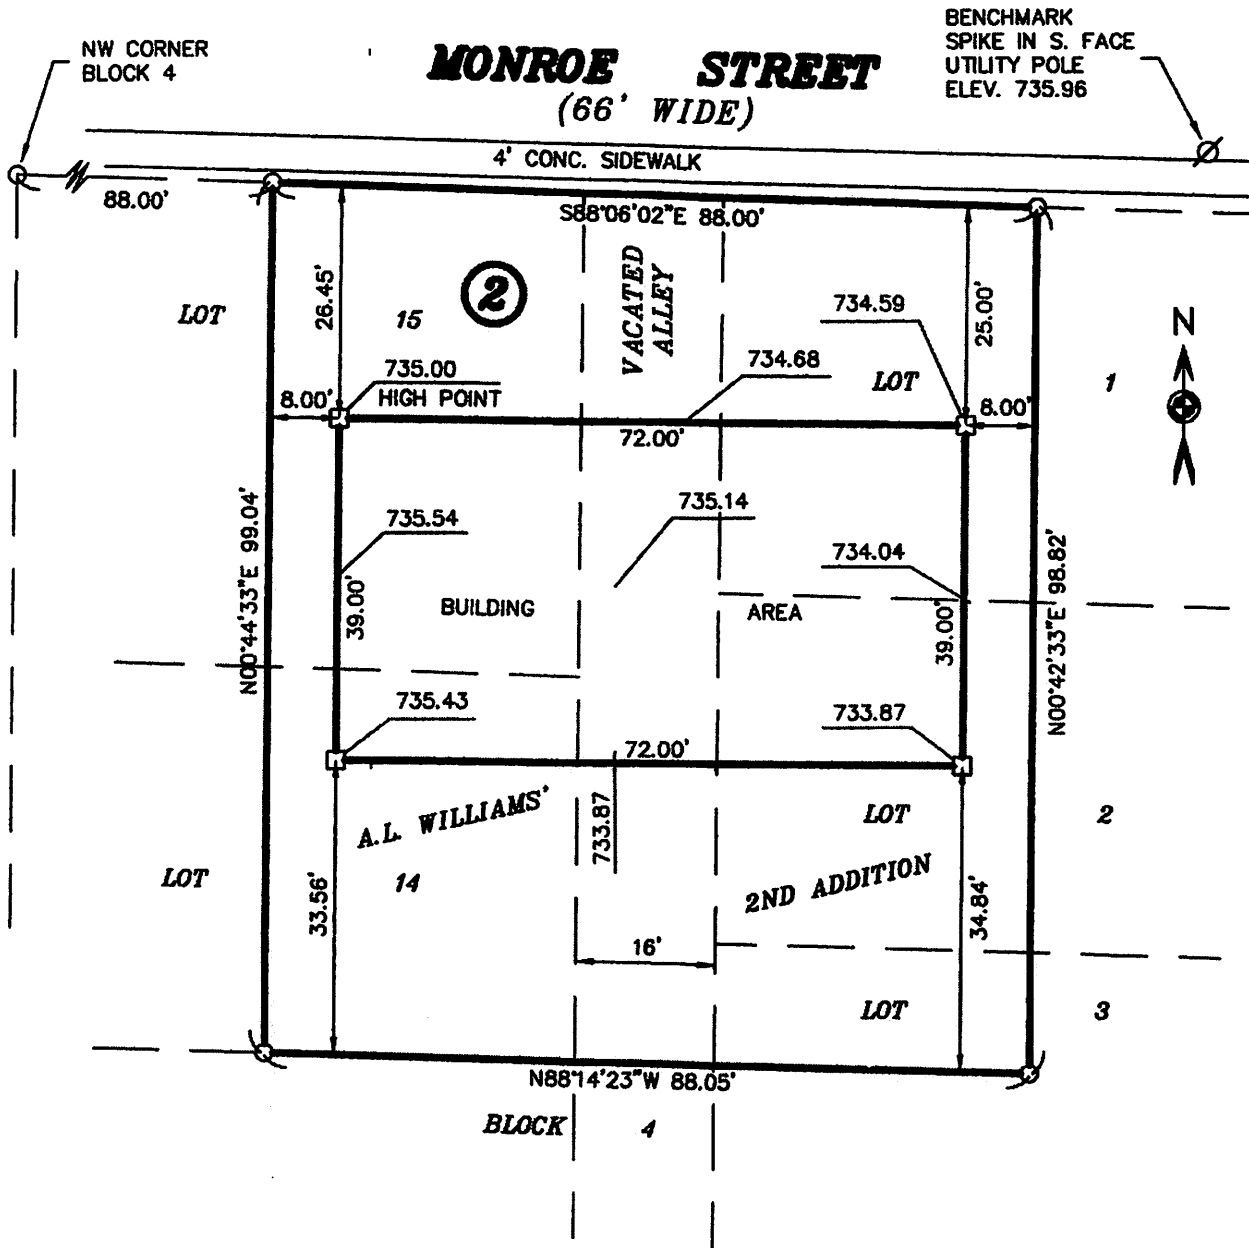 NW CORNER
BLOCK 4
MONROE STREET
(66' WIDE)
BENCHMARK
SPIKE IN S. FACE
UTILITY POLE
ELEV. 735.96
4' CONC. SIDEWALK
88.00'
S88°06'02"E 88.00'
26.45'
LOT
15
2
VACATED
ALLEY
734.59
25.00'
N
735.00
HIGH POINT
734.68
LOT
1
8.00'
8.00'
72.00'
N00°44'33"E 99.04'
735.54
39.00'
735.14
734.04
39.00'
N00°42'33"E 98.82'
BUILDING AREA
735.43
733.87
72.00'
733.87
A.L. WILLIAMS'
LOT
2
LOT
14
33.56'
2ND ADDITION
34.84'
16'
LOT
3
N88°14'23"W 88.05'
BLOCK 4